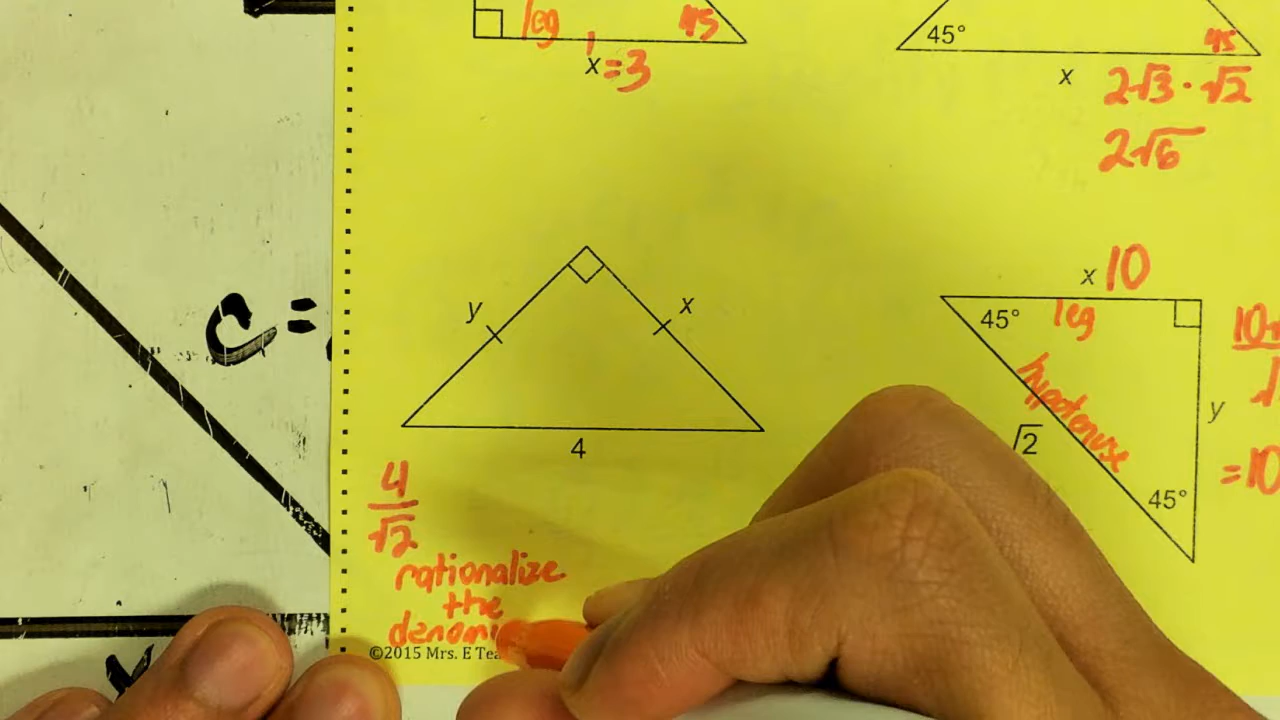 leg 45
x = 3
45° 45
x 2√3 · √2
2√6
y x
4
4
√2
rationalize
the
©2015 Mrs. E
x 10
45° leg
hypotenuse
√2
y
45°
= 10
C =